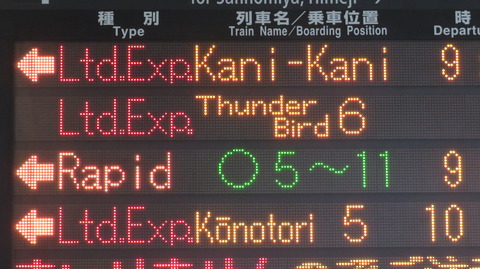 for Sannomiya, Himeji →
種別 列車名／乗車位置 時
Type Train Name/Boarding Position Departu
← Ltd.Exp. Kani-Kani 9
Ltd.Exp. Thunder Bird 6
← Rapid ○5～11 9
← Ltd.Exp. Kōnotori 5 10